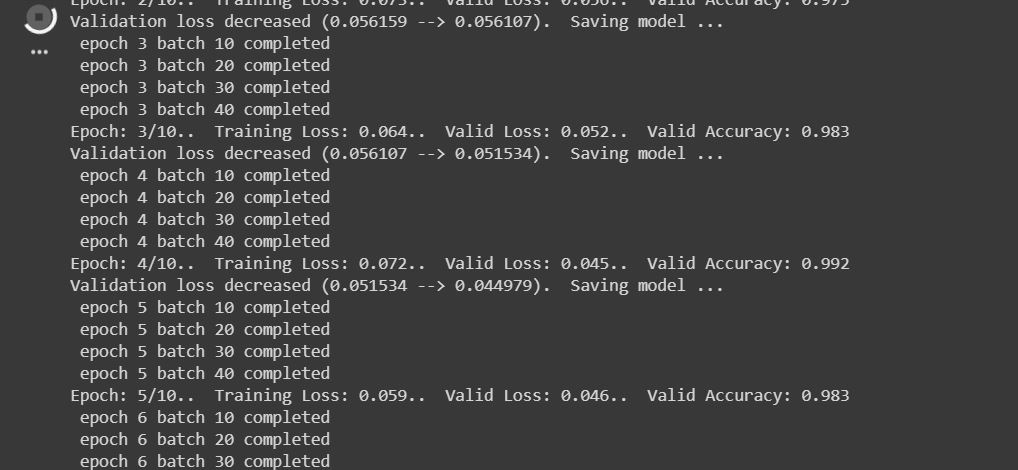 Epoch: 2/10.. Training Loss: 0.073.. Valid Loss: 0.056.. Valid Accuracy: 0.975
Validation loss decreased (0.056159 --> 0.056107).  Saving model ...
epoch 3 batch 10 completed
epoch 3 batch 20 completed
epoch 3 batch 30 completed
epoch 3 batch 40 completed
Epoch: 3/10..  Training Loss: 0.064..  Valid Loss: 0.052..  Valid Accuracy: 0.983
Validation loss decreased (0.056107 --> 0.051534).  Saving model ...
epoch 4 batch 10 completed
epoch 4 batch 20 completed
epoch 4 batch 30 completed
epoch 4 batch 40 completed
Epoch: 4/10..  Training Loss: 0.072..  Valid Loss: 0.045..  Valid Accuracy: 0.992
Validation loss decreased (0.051534 --> 0.044979).  Saving model ...
epoch 5 batch 10 completed
epoch 5 batch 20 completed
epoch 5 batch 30 completed
epoch 5 batch 40 completed
Epoch: 5/10..  Training Loss: 0.059..  Valid Loss: 0.046..  Valid Accuracy: 0.983
epoch 6 batch 10 completed
epoch 6 batch 20 completed
epoch 6 batch 30 completed